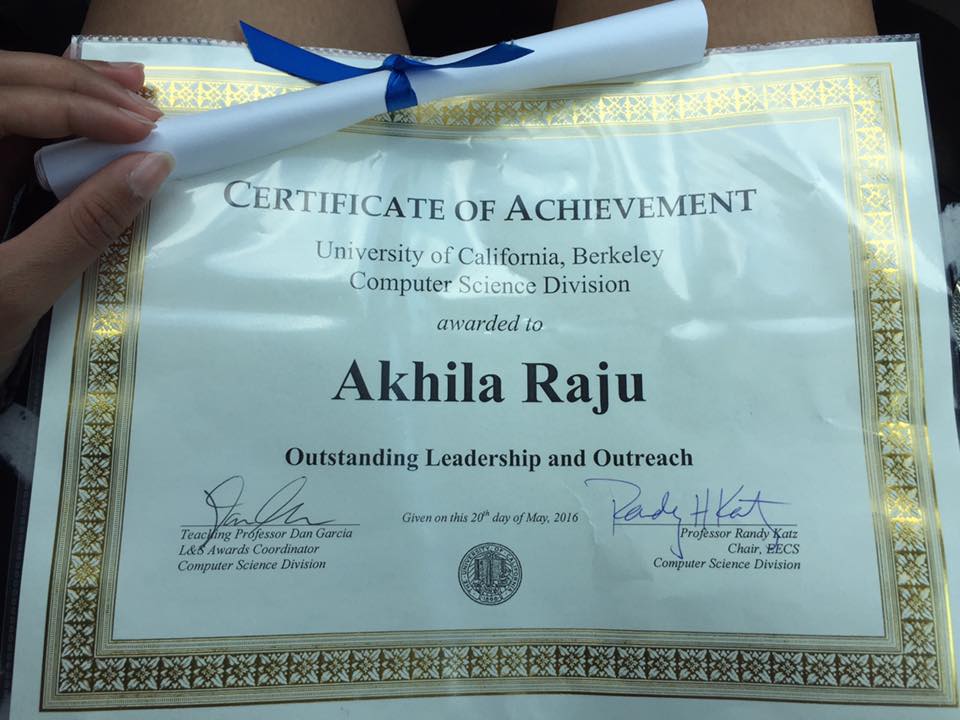 CERTIFICATE OF ACHIEVEMENT
University of California, Berkeley
Computer Science Division
awarded to
Akhila Raju
Outstanding Leadership and Outreach
Given on this 20th day of May, 2016
Randy H Katz
Teaching Professor Dan Garcia
L&S Awards Coordinator
Computer Science Division
Professor Randy Katz
Chair, EECS
Computer Science Division